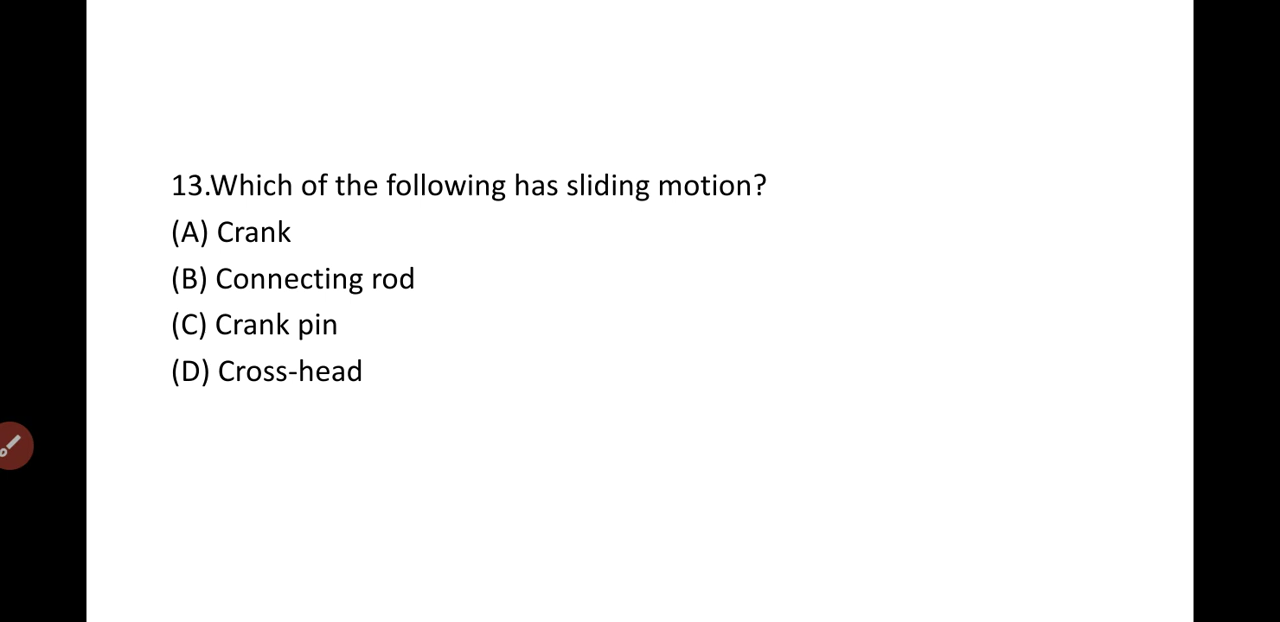 13.Which of the following has sliding motion?
(A) Crank
(B) Connecting rod
(C) Crank pin
(D) Cross-head